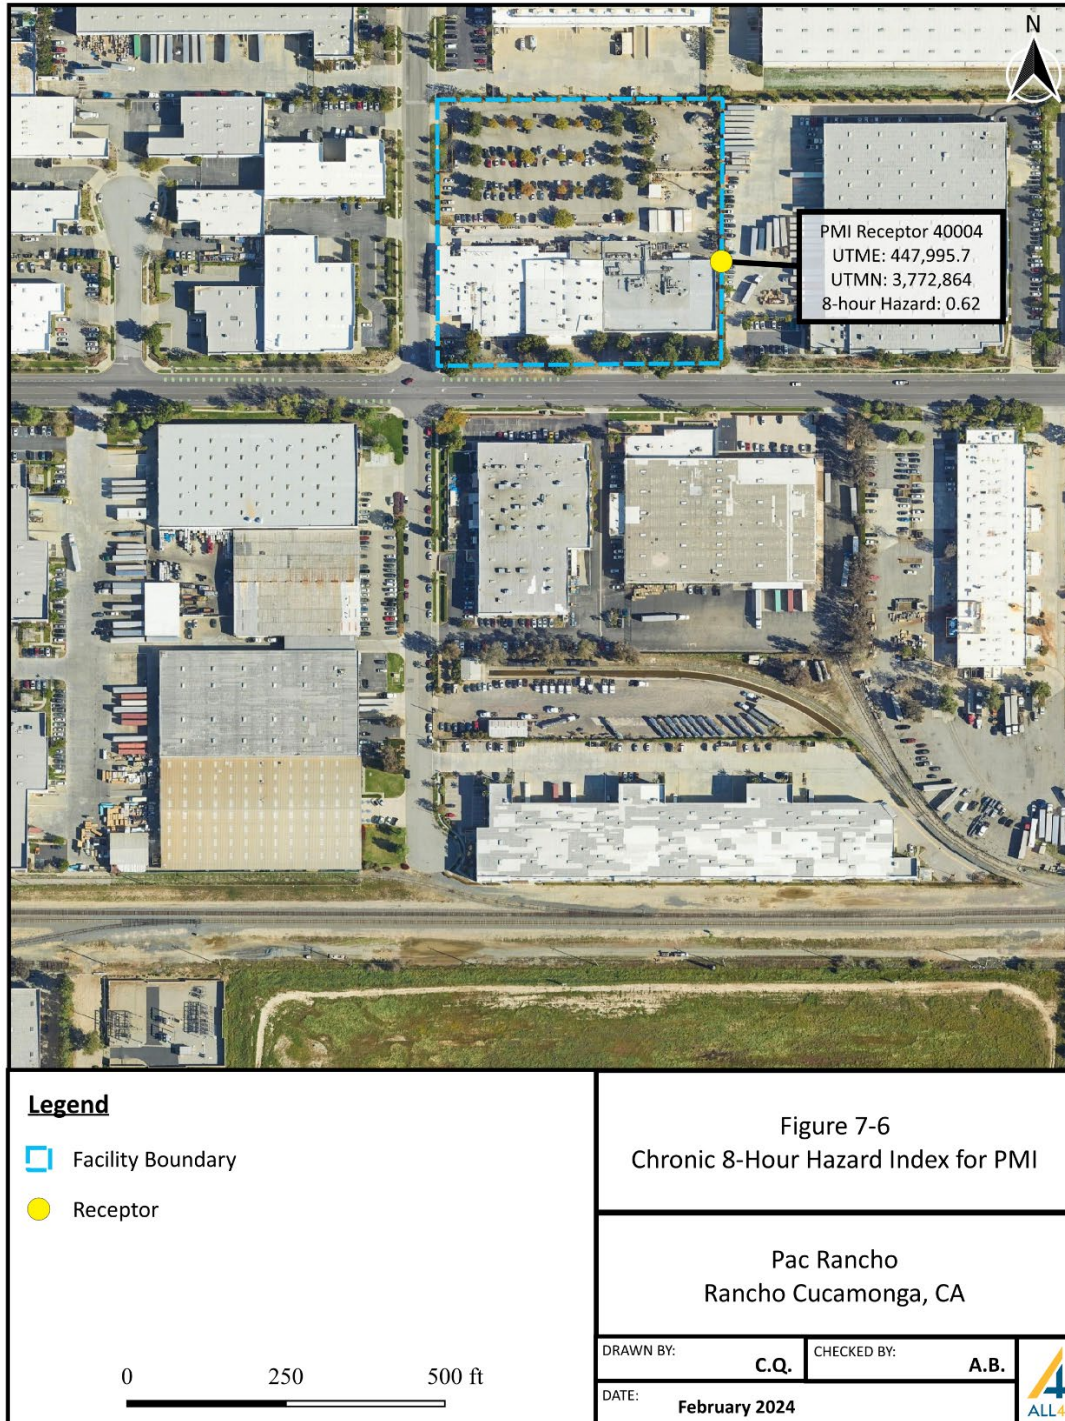 N
PMI Receptor 40004
UTME: 447,995.7
UTMN: 3,772,864
8-hour Hazard: 0.62
Legend
Facility Boundary
Receptor
0 250 500 ft
Figure 7-6
Chronic 8-Hour Hazard Index for PMI
Pac Rancho
Rancho Cucamonga, CA
DRAWN BY:
C.Q.
CHECKED BY:
A.B.
DATE:
February 2024
ALL4